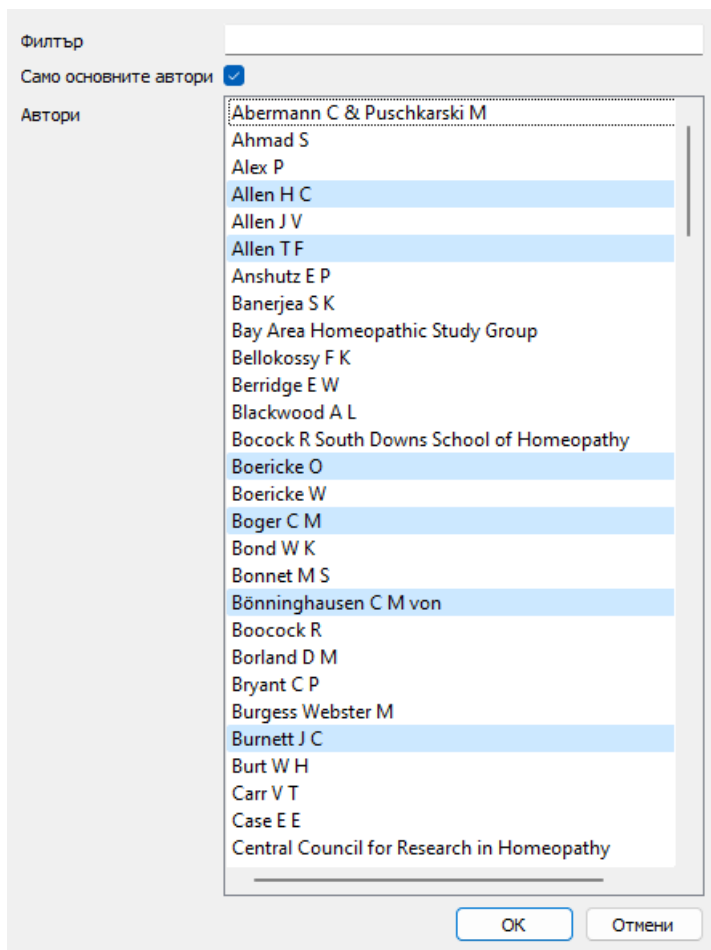 Филтър
Само основните автори
Автори
Abermann C & Puschkarski M
Ahmad S
Alex P
Allen H C
Allen J V
Allen T F
Anshutz E P
Banerjea S K
Bay Area Homeopathic Study Group
Bellokossy F K
Berridge E W
Blackwood A L
Bocock R South Downs School of Homeopathy
Boericke O
Boericke W
Boger C M
Bond W K
Bonnet M S
Bönninghausen C M von
Boocock R
Borland D M
Bryant C P
Burgess Webster M
Burnett J C
Burt W H
Carr V T
Case E E
Central Council for Research in Homeopathy
OK
Отмени